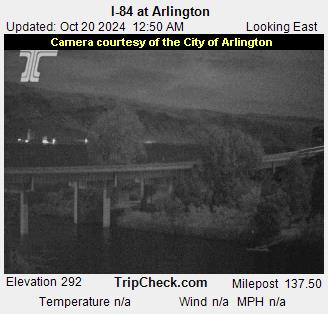 I-84 at Arlington
Updated: Oct 20 2024 12:50 AM Looking East
Camera courtesy of the City of Arlington
Elevation 292 TripCheck.com Milepost 137.50
Temperature n/a Wind n/a MPH n/a